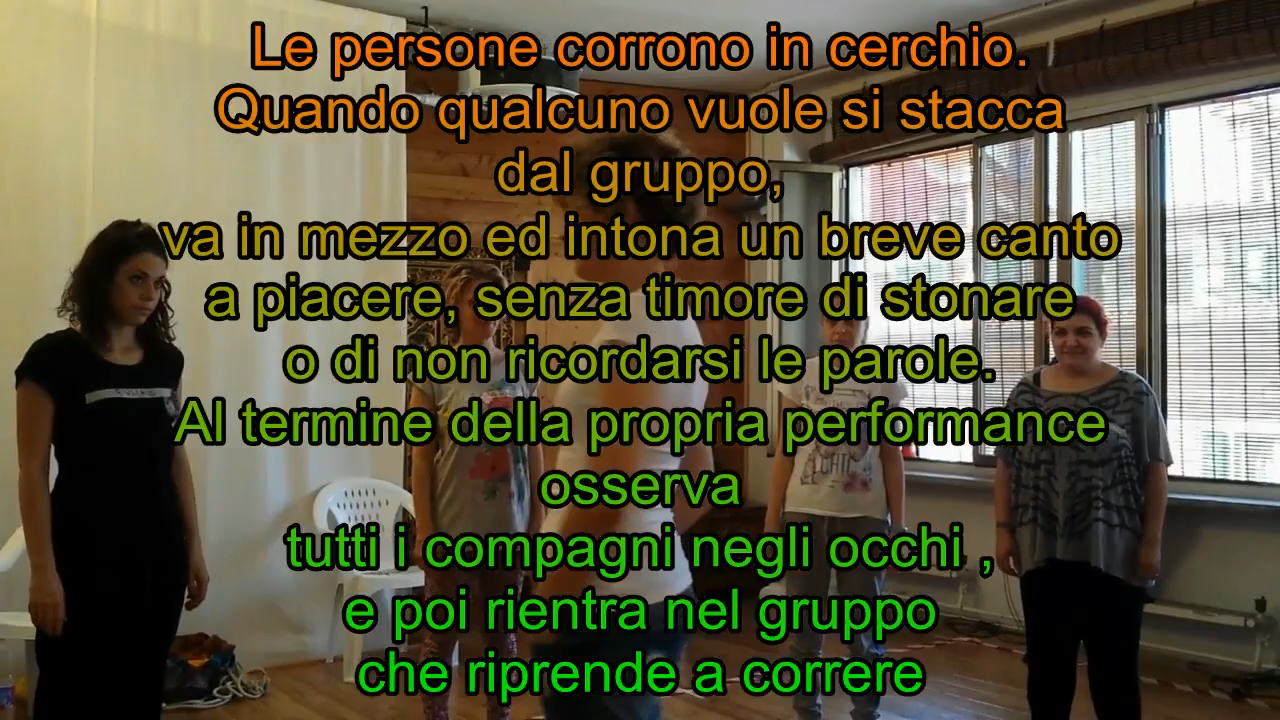 Le persone corrono in cerchio.
Quando qualcuno vuole si stacca
dal gruppo,
va in mezzo ed intona un breve canto
a piacere, senza timore di stonare
o di non ricordarsi le parole.
Al termine della propria performance
osserva
tutti i compagni negli occhi ,
e poi rientra nel gruppo
che riprende a correre